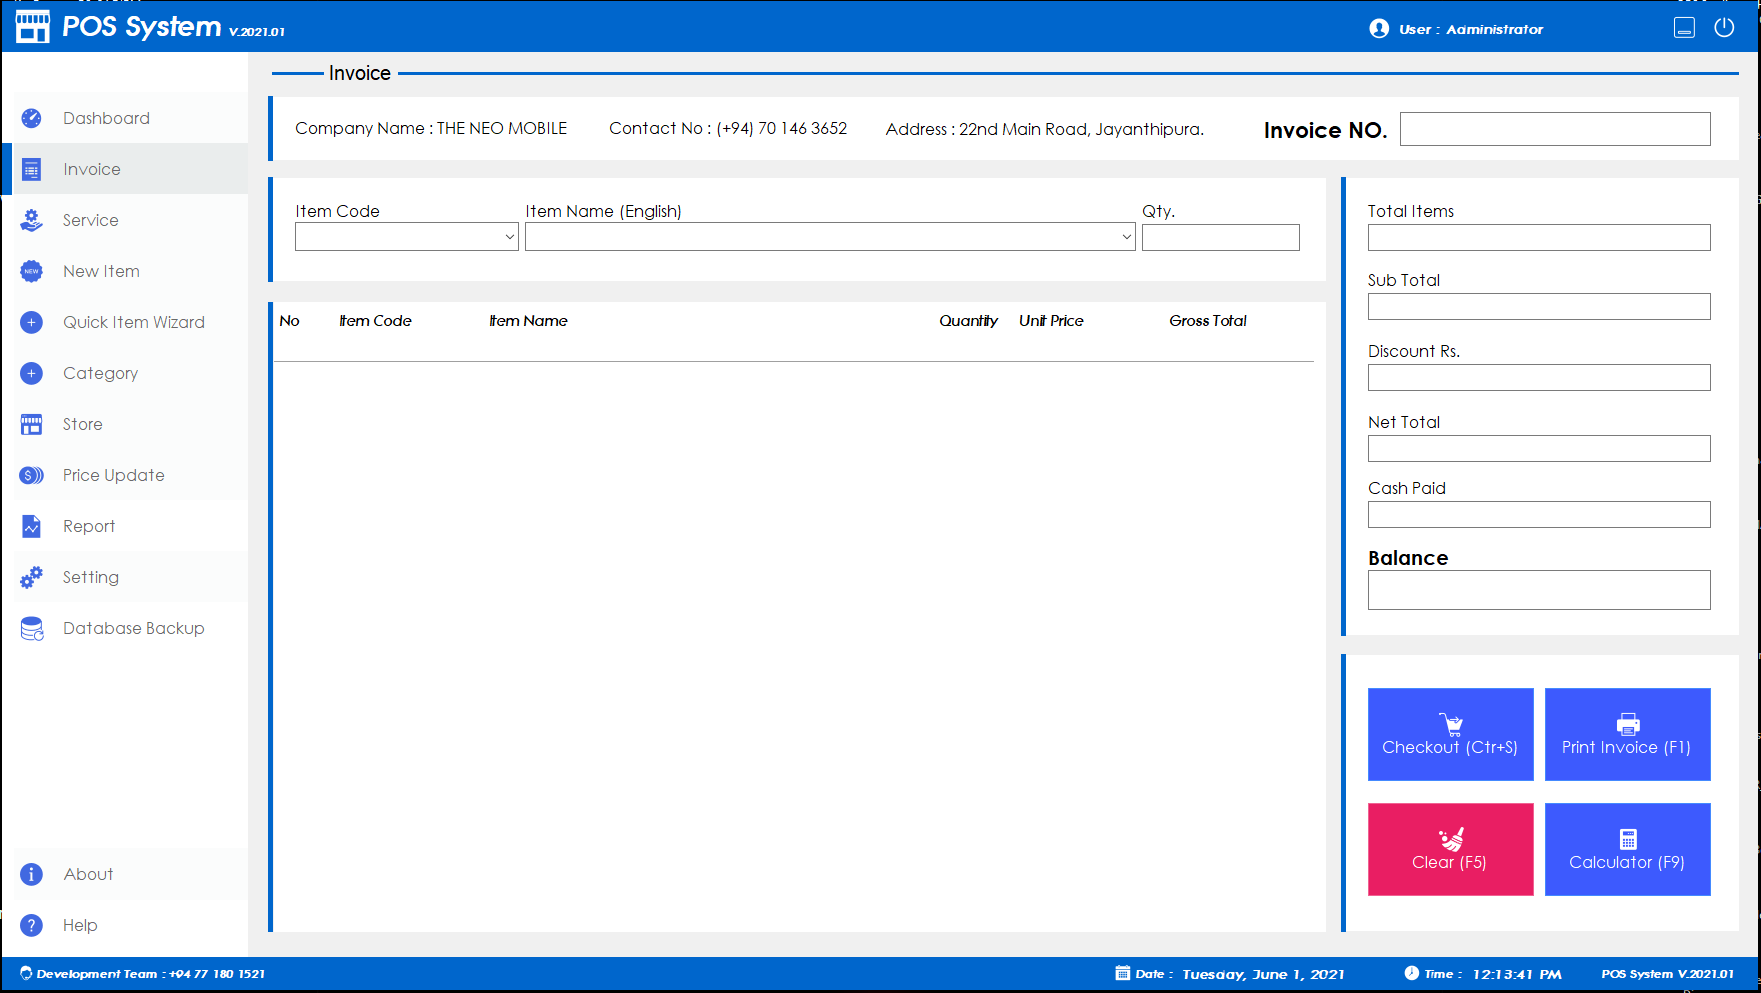 POS System V.2021.01
User : Administrator
Invoice
Dashboard
Invoice
Service
NEW
New Item
Quick Item Wizard
Category
Store
Price Update
Report
Setting
Database Backup
About
Help
Company Name : THE NEO MOBILE
Contact No : (+94) 70 146 3652
Address : 22nd Main Road, Jayanthipura.
Invoice NO.
Item Code
Item Name (English)
Qty.
No
Item Code
Item Name
Quantity
Unit Price
Gross Total
Total Items
Sub Total
Discount Rs.
Net Total
Cash Paid
Balance
Checkout (Ctr+S)
Print Invoice (F1)
Clear (F5)
Calculator (F9)
Development Team : +94 77 180 1521
Date : Tuesday, June 1, 2021
Time : 12:13:41 PM
POS System V.2021.01